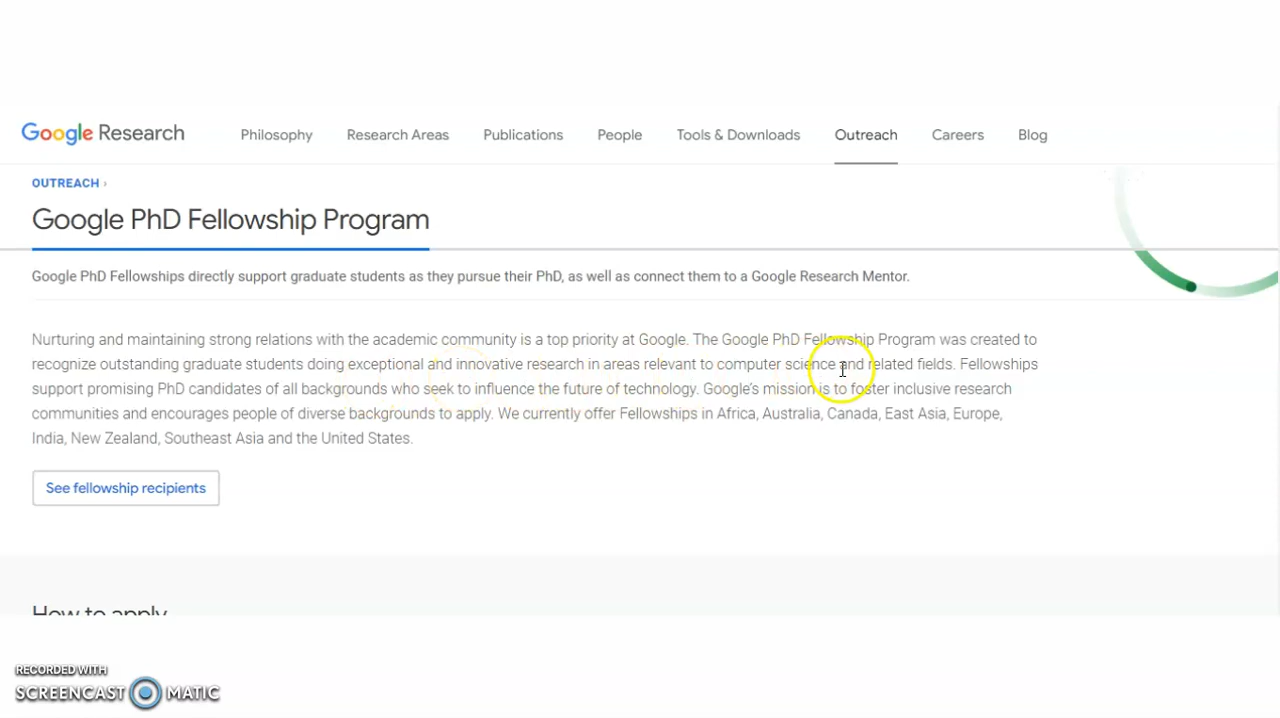 Google Research Philosophy Research Areas Publications People Tools & Downloads Outreach Careers Blog
OUTREACH ›
Google PhD Fellowship Program
Google PhD Fellowships directly support graduate students as they pursue their PhD, as well as connect them to a Google Research Mentor.
Nurturing and maintaining strong relations with the academic community is a top priority at Google. The Google PhD Fellowship Program was created to
recognize outstanding graduate students doing exceptional and innovative research in areas relevant to computer science and related fields. Fellowships
support promising PhD candidates of all backgrounds who seek to influence the future of technology. Google's mission is to foster inclusive research
communities and encourages people of diverse backgrounds to apply. We currently offer Fellowships in Africa, Australia, Canada, East Asia, Europe,
India, New Zealand, Southeast Asia and the United States.
See fellowship recipients
How to apply
RECORDED WITH
SCREENCAST MATIC